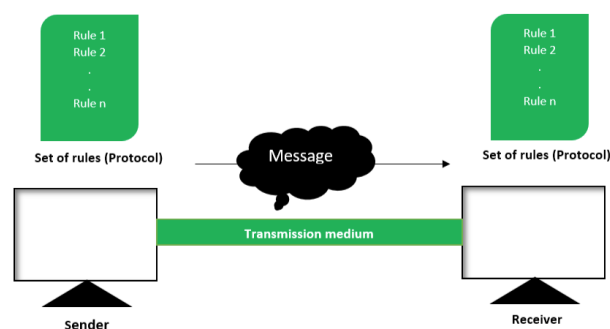 Rule 1
Rule 2
.
.
Rule n
Set of rules (Protocol)
Message
Rule 1
Rule 2
.
.
Rule n
Set of rules (Protocol)
Transmission medium
Sender
Receiver